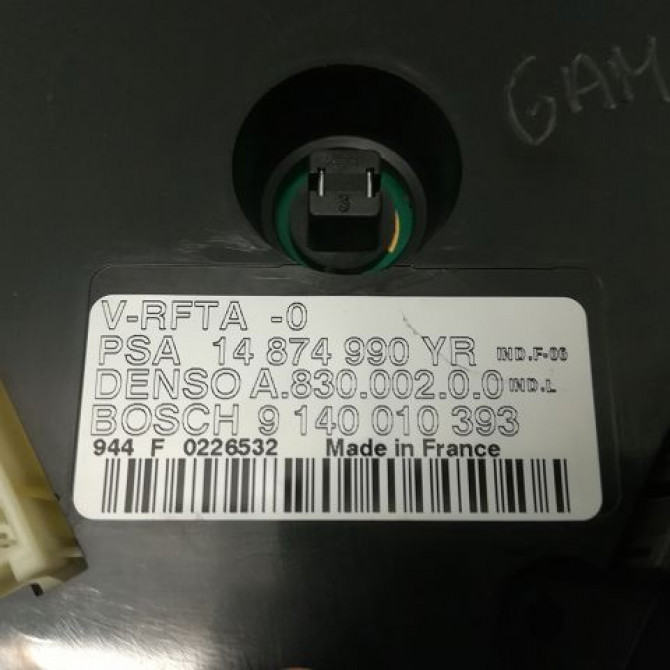 GAM
V-RFTA -0
PSA 14 874 990 YR IND.F-06
DENSO A.830.002.0.0 IND.L
BOSCH 9 140 010 393
944 F 0226532 Made in France